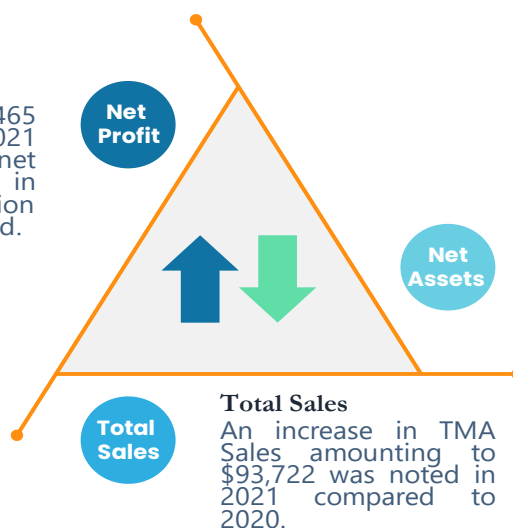 465
021
net
in
ion
d.
Net
Profit
Net
Assets
Total
Sales
Total Sales
An increase in TMA
Sales amounting to
$93,722 was noted in
2021 compared to
2020.